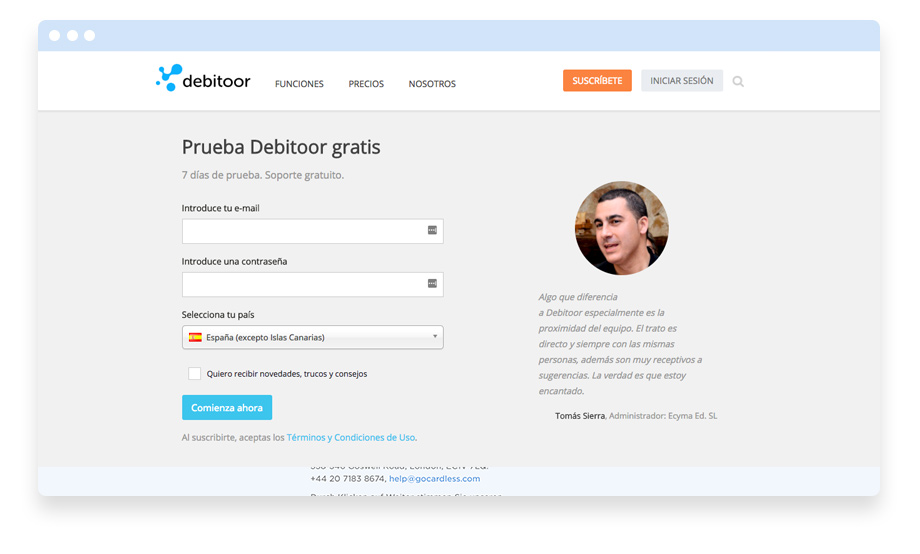 debitoor
FUNCIONES PRECIOS NOSOTROS
SUSCRÍBETE INICIAR SESIÓN
Prueba Debitoor gratis
7 días de prueba. Soporte gratuito.
Introduce tu e-mail
Introduce una contraseña
Selecciona tu país
España (excepto Islas Canarias)
Quiero recibir novedades, trucos y consejos
Comienza ahora
Al suscribirte, aceptas los Términos y Condiciones de Uso.
Algo que diferencia
a Debitoor especialmente es la
proximidad del equipo. El trato es
directo y siempre con las mismas
personas, además son muy receptivos a
sugerencias. La verdad es que estoy
encantado.
Tomás Sierra, Administrador: Ecyma Ed. SL
Goswell Road, London,
+44 20 7183 8674, help@gocardless.com